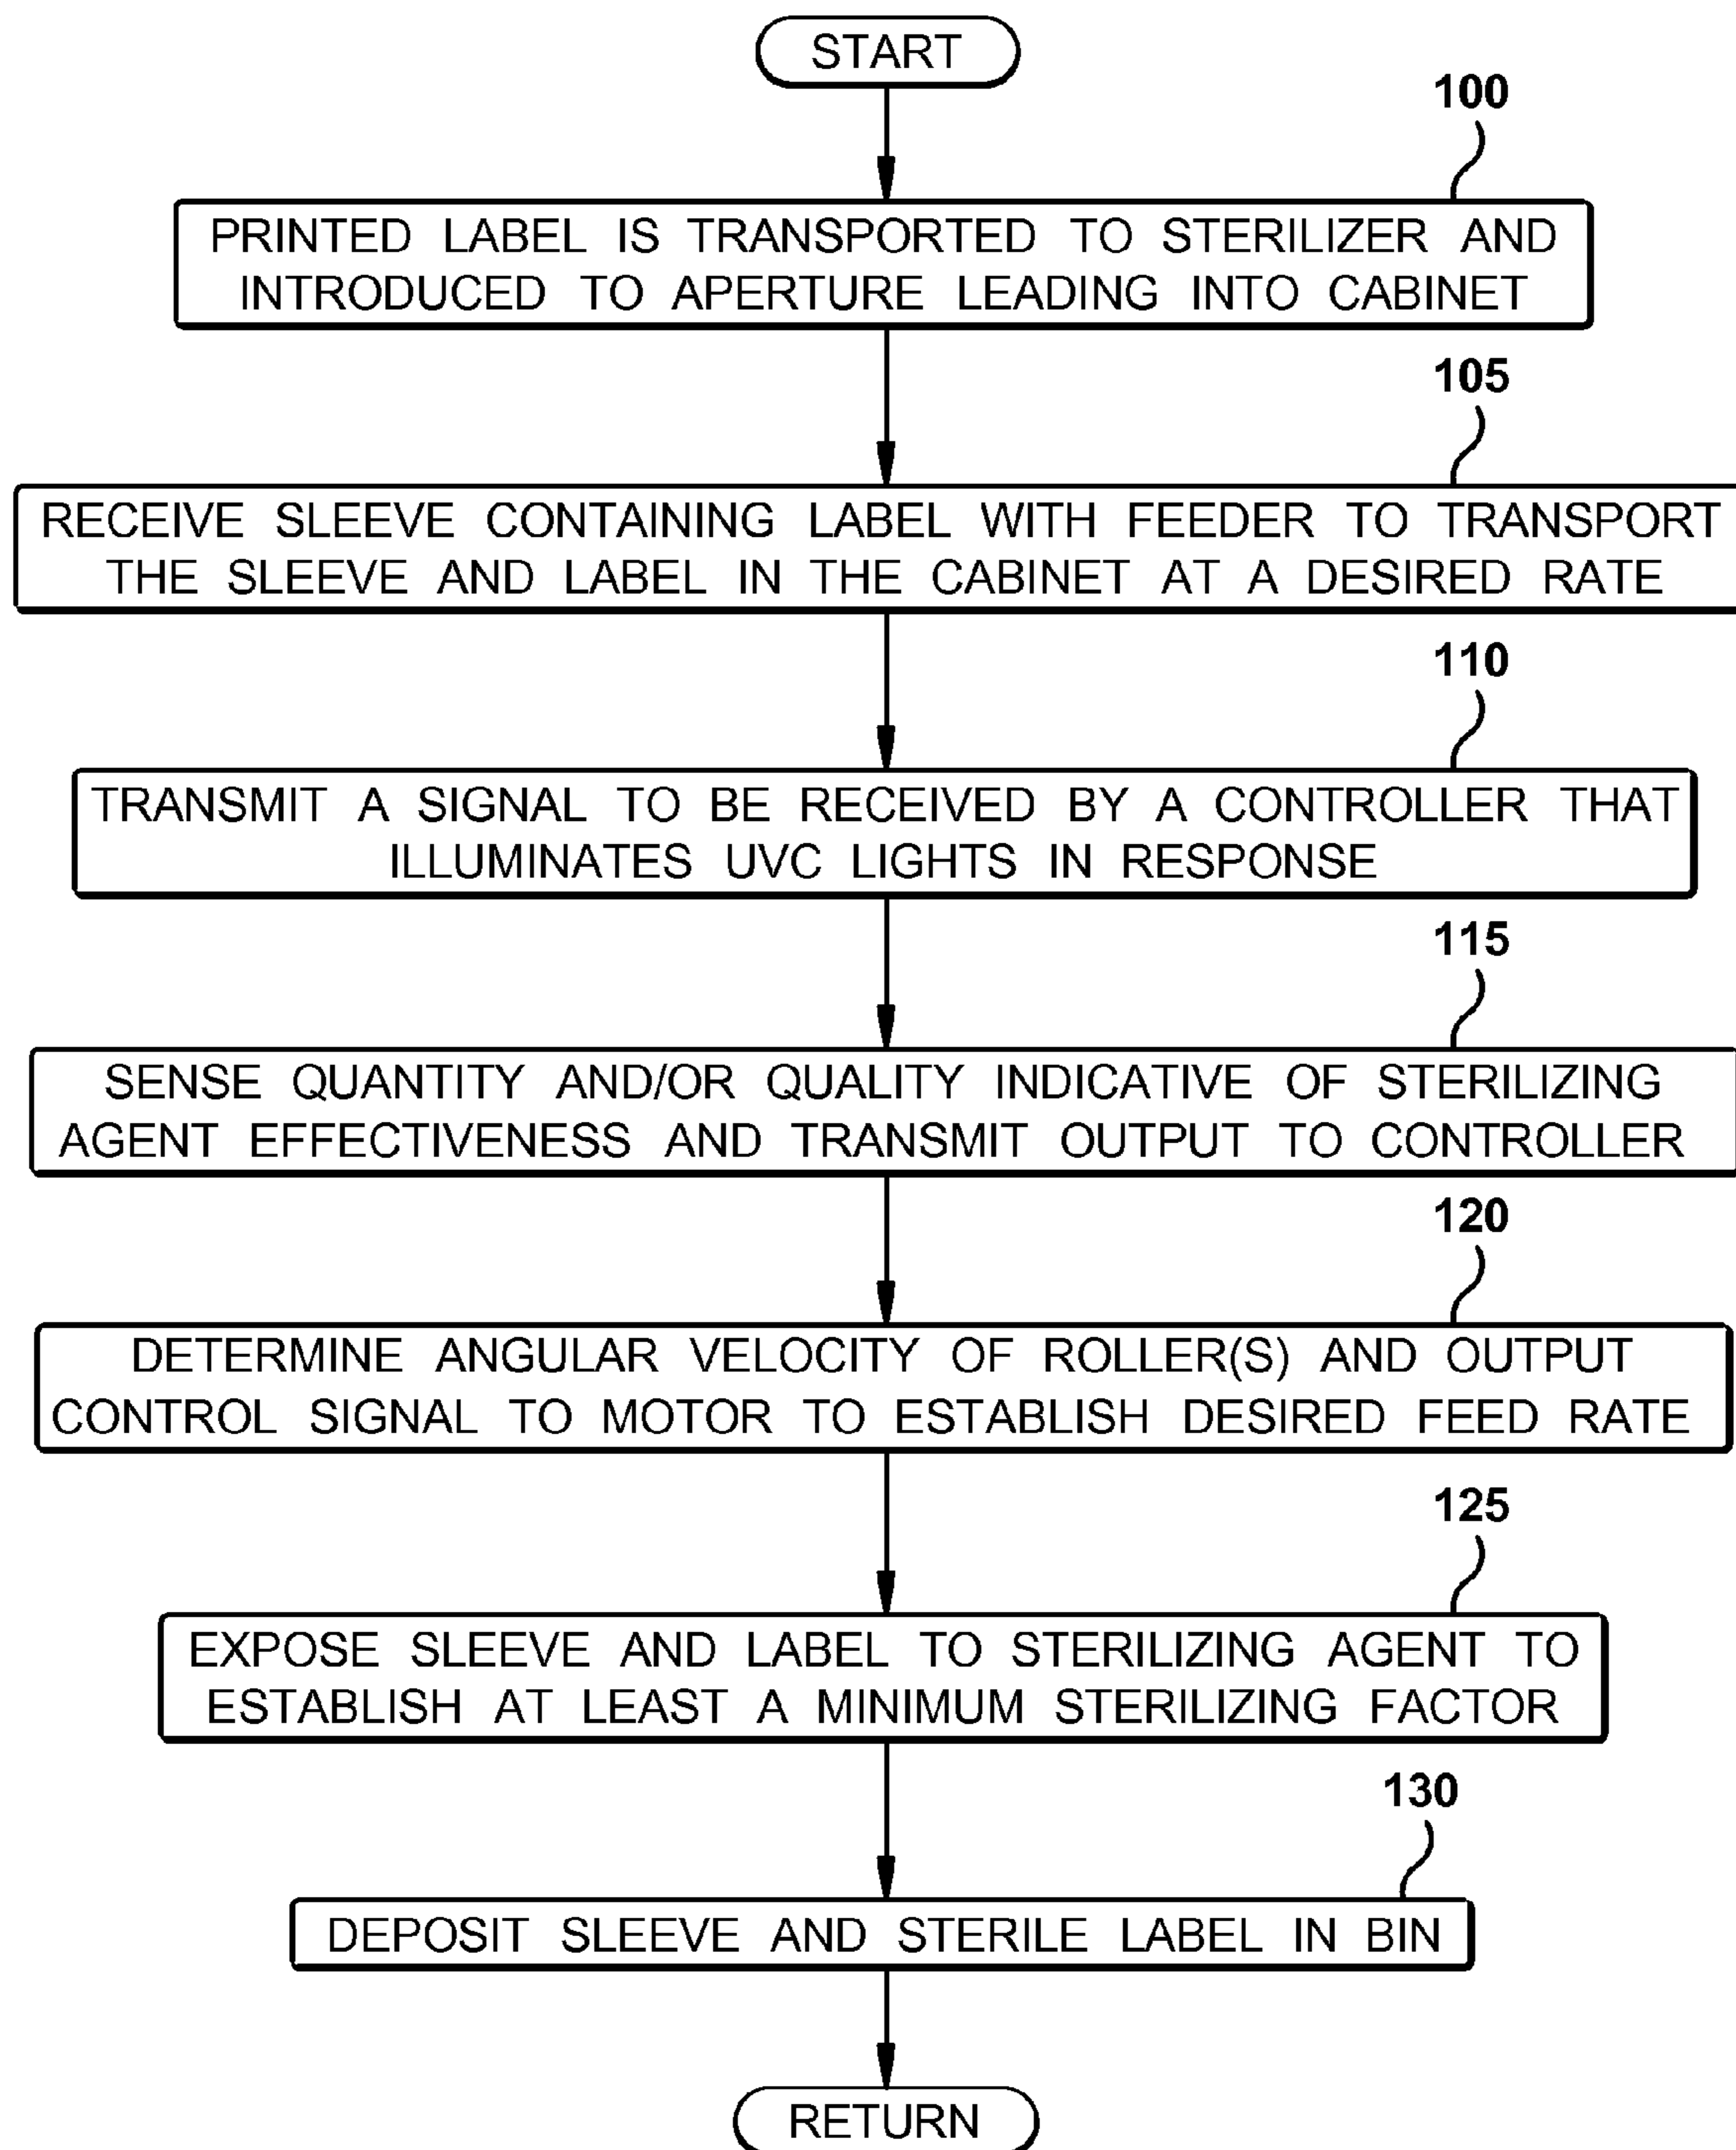 START
100
PRINTED LABEL IS TRANSPORTED TO STERILIZER AND
INTRODUCED TO APERTURE LEADING INTO CABINET
105
RECEIVE SLEEVE CONTAINING LABEL WITH FEEDER TO TRANSPORT
THE SLEEVE AND LABEL IN THE CABINET AT A DESIRED RATE
110
TRANSMIT A SIGNAL TO BE RECEIVED BY A CONTROLLER THAT
ILLUMINATES UVC LIGHTS IN RESPONSE
115
SENSE QUANTITY AND/OR QUALITY INDICATIVE OF STERILIZING
AGENT EFFECTIVENESS AND TRANSMIT OUTPUT TO CONTROLLER
120
DETERMINE ANGULAR VELOCITY OF ROLLER(S) AND OUTPUT
CONTROL SIGNAL TO MOTOR TO ESTABLISH DESIRED FEED RATE
125
EXPOSE SLEEVE AND LABEL TO STERILIZING AGENT TO
ESTABLISH AT LEAST A MINIMUM STERILIZING FACTOR
130
DEPOSIT SLEEVE AND STERILE LABEL IN BIN
RETURN